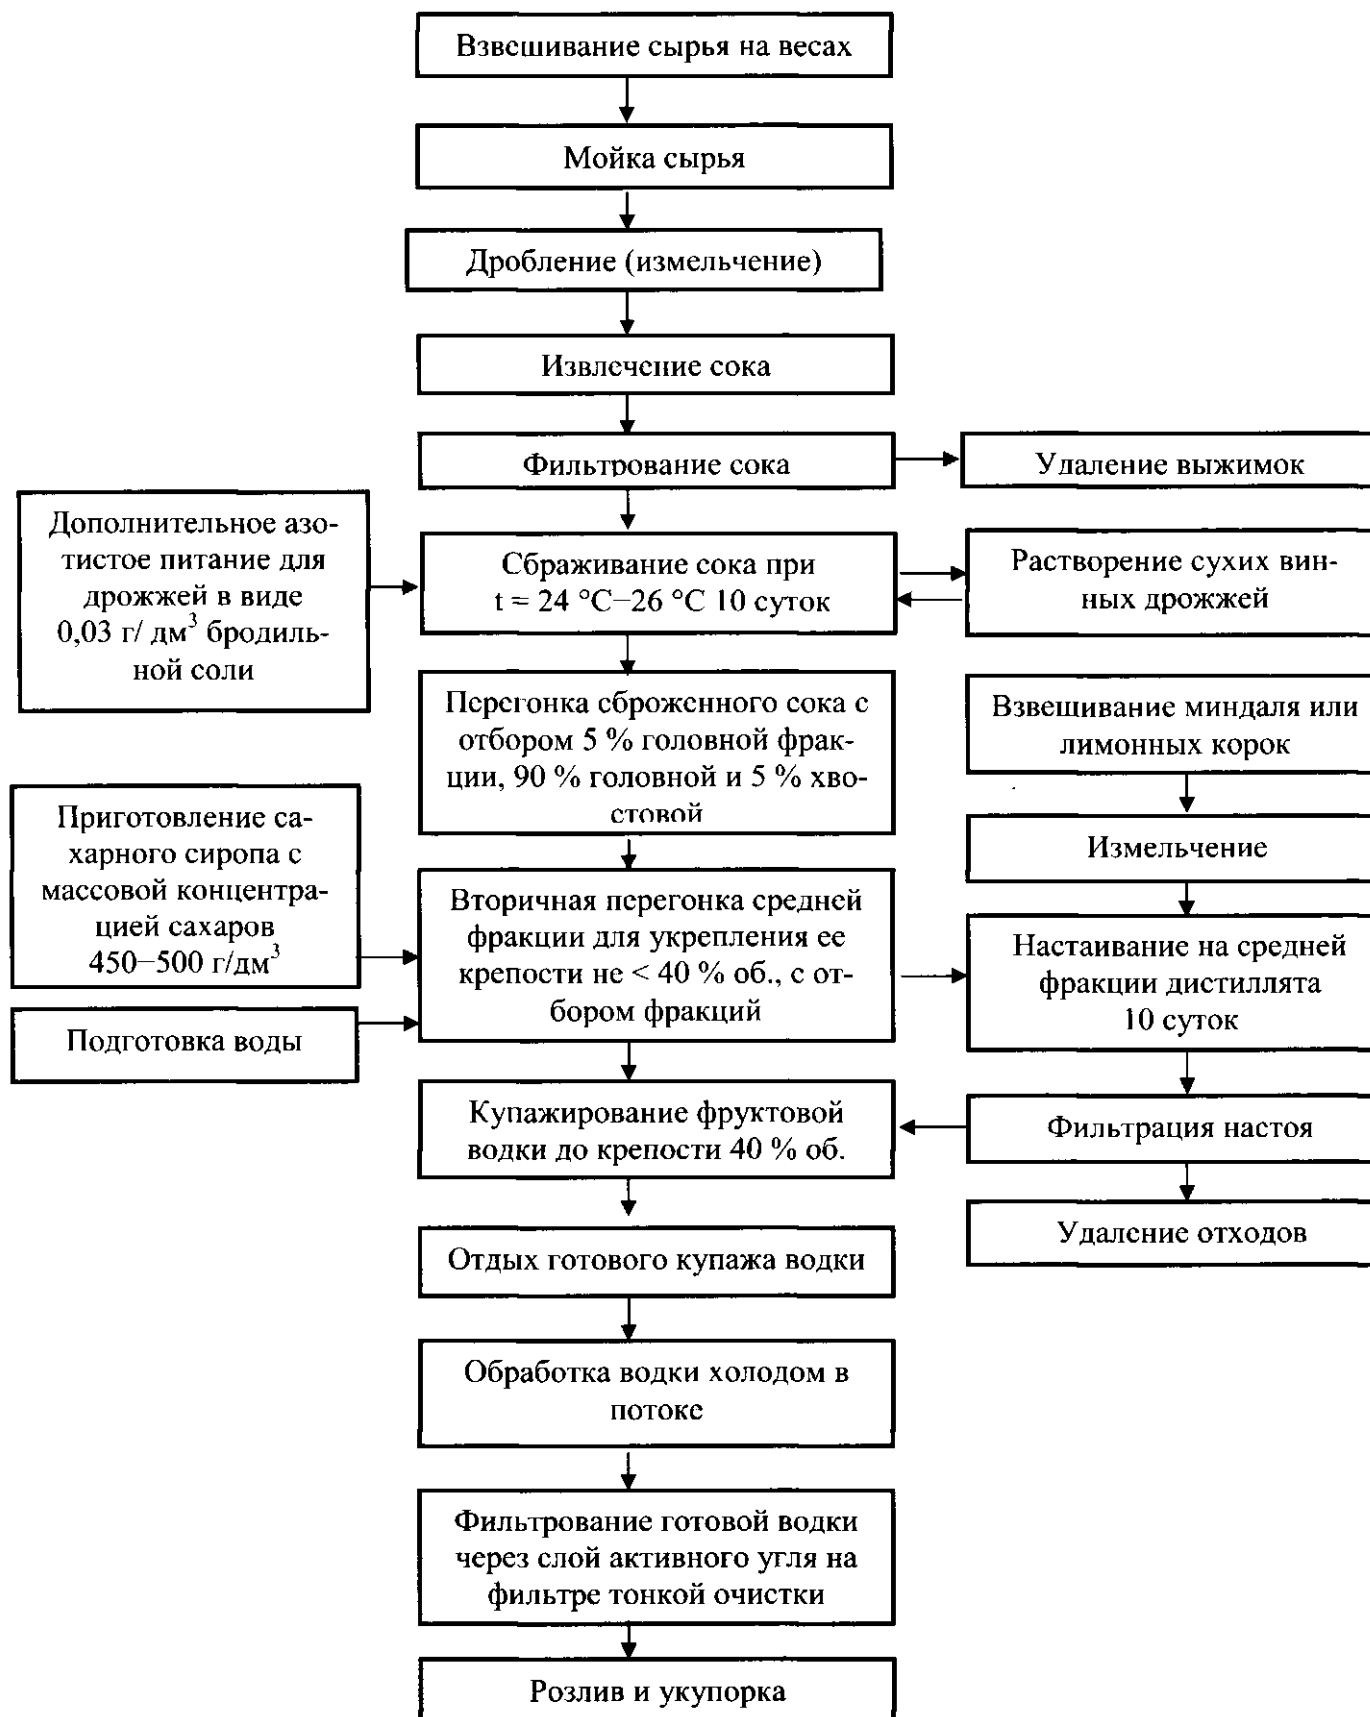 Взвешивание сырья на весах
Мойка сырья
Дробление (измельчение)
Извлечение сока
Фильтрование сока
Удаление выжимок
Дополнительное азо-
тистое питание для
дрожжей в виде
0,03 г/ дм³ бродиль-
ной соли
Сбраживание сока при
t = 24 °С–26 °С 10 суток
Растворение сухих вин-
ных дрожжей
Перегонка сброженного сока с
отбором 5 % головной фрак-
ции, 90 % головной и 5 % хво-
стовой
Взвешивание миндаля или
лимонных корок
Приготовление са-
харного сиропа с
массовой концентра-
цией сахаров
450–500 г/дм³
Измельчение
Вторичная перегонка средней
фракции для укрепления ее
крепости не < 40 % об., с от-
бором фракций
Настаивание на средней
фракции дистиллята
10 суток
Подготовка воды
Купажирование фруктовой
водки до крепости 40 % об.
Фильтрация настоя
Удаление отходов
Отдых готового купажа водки
Обработка водки холодом в
потоке
Фильтрование готовой водки
через слой активного угля на
фильтре тонкой очистки
Розлив и укупорка